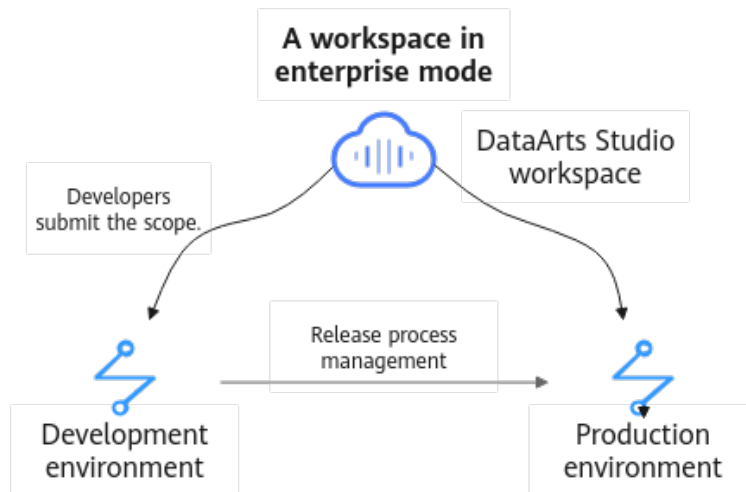 A workspace in
enterprise mode
DataArts Studio
workspace
Developers
submit the scope.
Release process
management
Development
environment
Production
environment